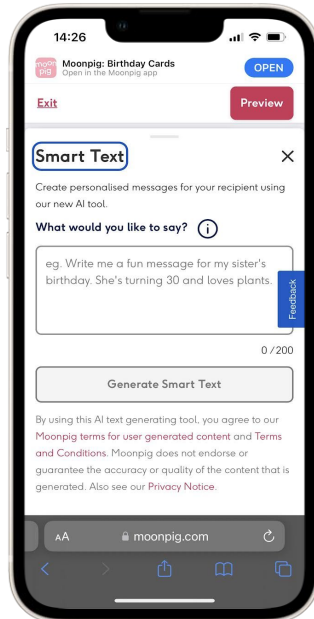 14:26
moon
pig
Moonpig: Birthday Cards
Open in the Moonpig app
OPEN
Exit
Preview
Smart Text
Create personalised messages for your recipient using
our new AI tool.
What would you like to say? i
eg. Write me a fun message for my sister's
birthday. She's turning 30 and loves plants.
Feedback
0 / 200
Generate Smart Text
By using this AI text generating tool, you agree to our
Moonpig terms for user generated content and Terms
and Conditions. Moonpig does not endorse or
guarantee the accuracy or quality of the content that is
generated. Also see our Privacy Notice.
AA moonpig.com